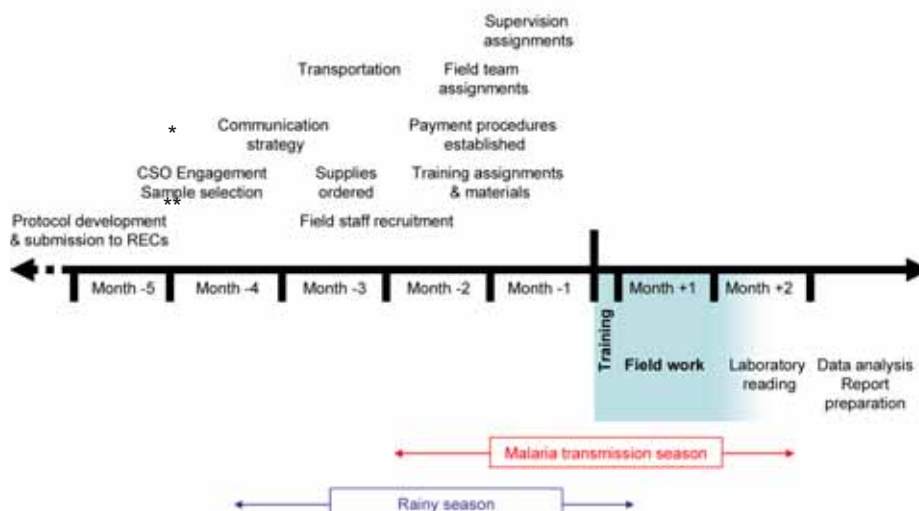 Supervision
assignments
Transportation
Field team
assignments
*
Communication
strategy
Payment procedures
established
CSO Engagement
Sample selection
**
Supplies
ordered
Training assignments
& materials
Protocol development
& submission to RECs
Field staff recruitment
Month -5
Month -4
Month -3
Month -2
Month -1
Training
Month +1
Month +2
Field work
Laboratory
reading
Data analysis
Report
preparation
Malaria transmission season
Rainy season